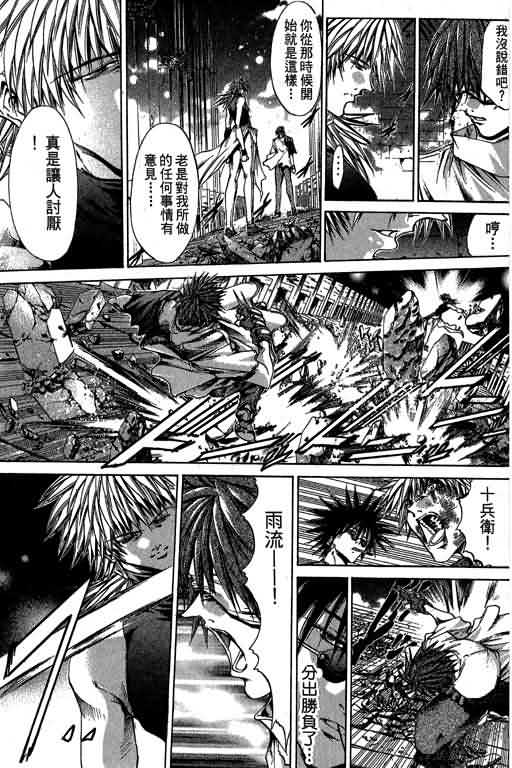 我沒說錯吧?
…
哼…
你從那時候開
始就是這樣…
老是對我所做
的任何事情有
意見……
真是讓人討厭
!
十兵衛!
分出勝負了…
雨流——!